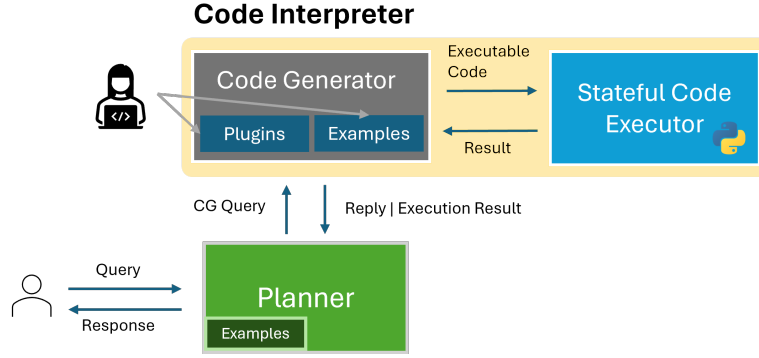 Code Interpreter
Code Generator
Plugins
Examples
</>
Executable
Code
Result
Stateful Code
Executor
CG Query
Reply | Execution Result
Query
Response
Planner
Examples